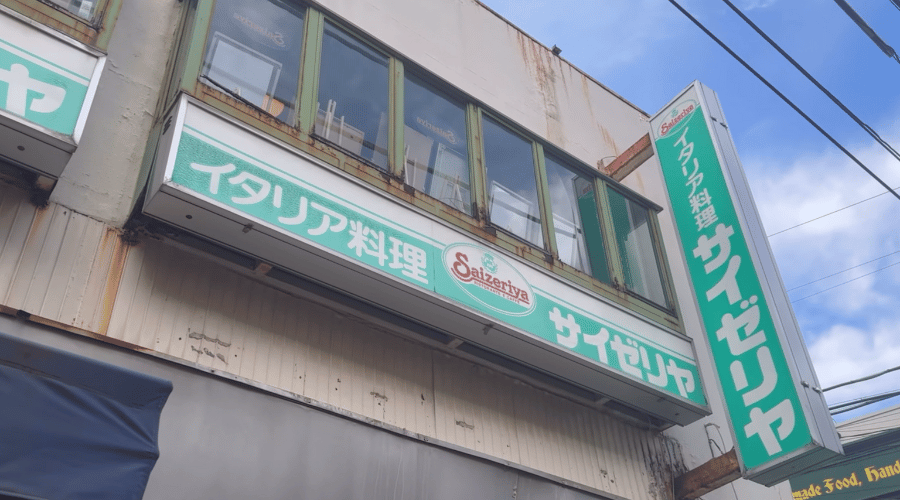 ヤ
イタリア料理
Saizeriya
サイゼリヤ
Saizeriya
イタリア料理
サイゼリヤ
made Food, Hand